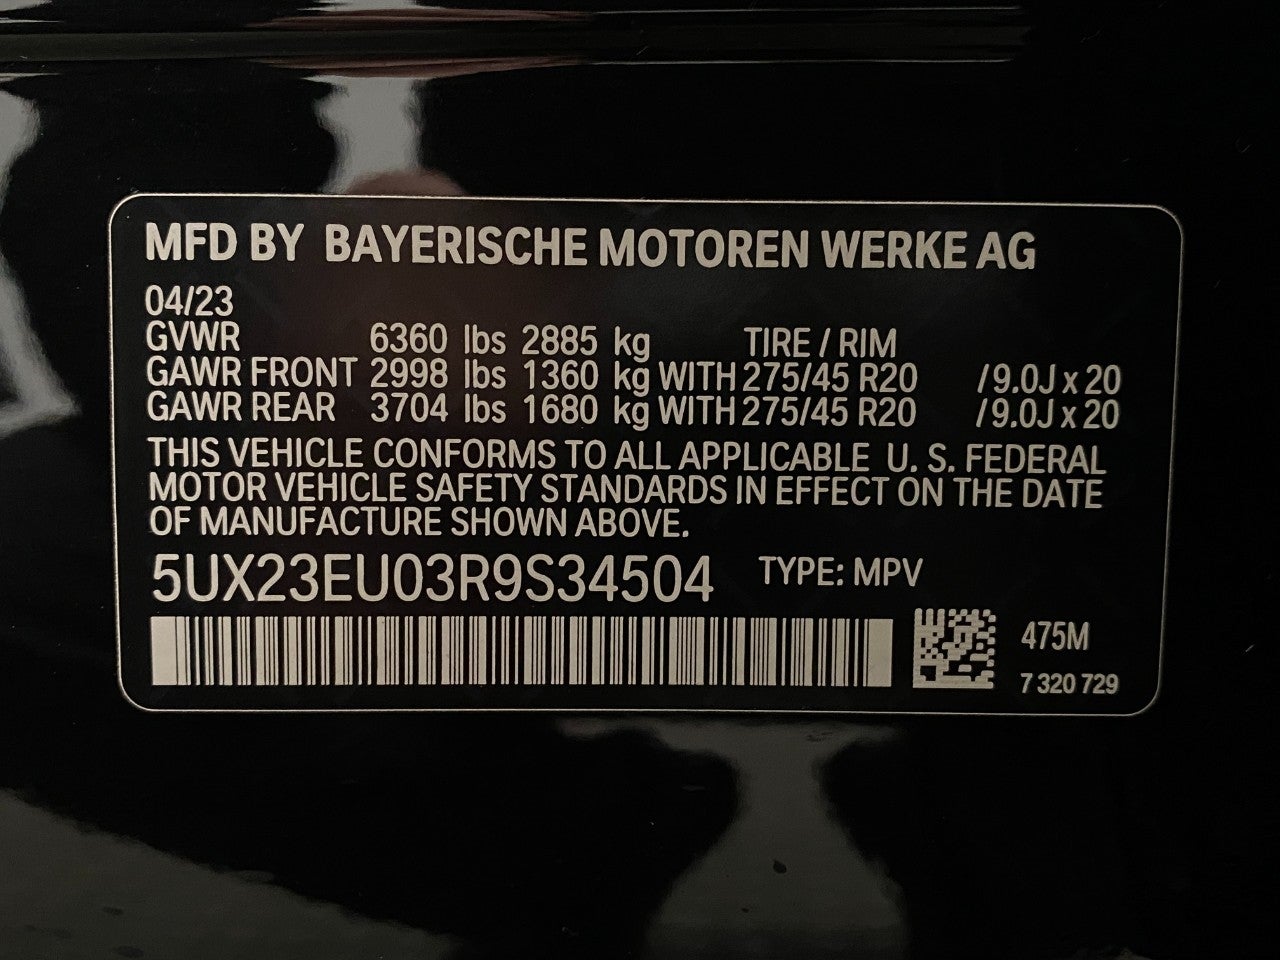 MFD BY BAYERISCHE MOTOREN WERKE AG
04/23
GVWR 6360 lbs 2885 kg TIRE / RIM
GAWR FRONT 2998 lbs 1360 kg WITH 275/45 R20 /9.0J x 20
GAWR REAR 3704 lbs 1680 kg WITH 275/45 R20 /9.0J x 20
THIS VEHICLE CONFORMS TO ALL APPLICABLE U. S. FEDERAL
MOTOR VEHICLE SAFETY STANDARDS IN EFFECT ON THE DATE
OF MANUFACTURE SHOWN ABOVE.
5UX23EU03R9S34504 TYPE: MPV
475M
7 320 729